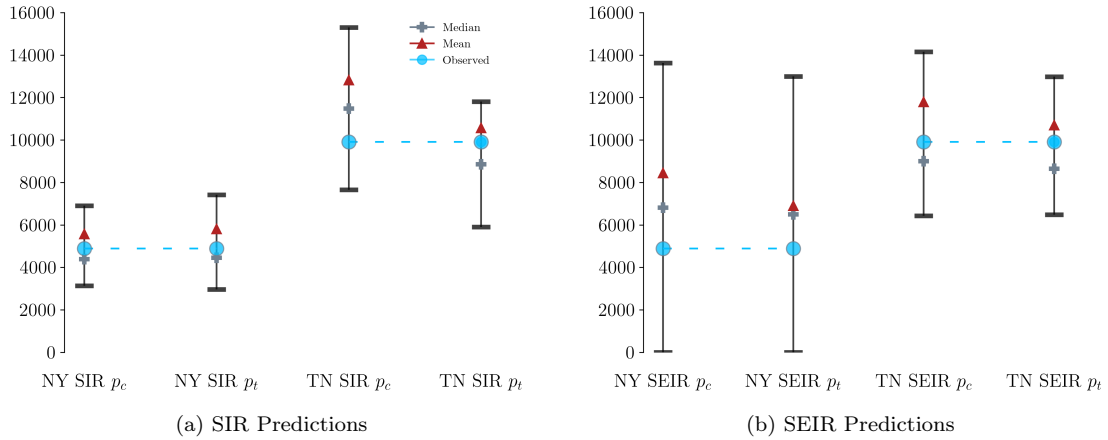 16000
14000
12000
10000
8000
6000
4000
2000
0
Median
Mean
Observed
NY SIR p_c
NY SIR p_t
TN SIR p_c
TN SIR p_t
(a) SIR Predictions
16000
14000
12000
10000
8000
6000
4000
2000
0
NY SEIR p_c
NY SEIR p_t
TN SEIR p_c
TN SEIR p_t
(b) SEIR Predictions